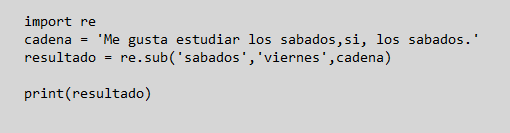 import re
cadena = 'Me gusta estudiar los sabados,si, los sabados.'
resultado = re.sub('sabados','viernes',cadena)
print(resultado)